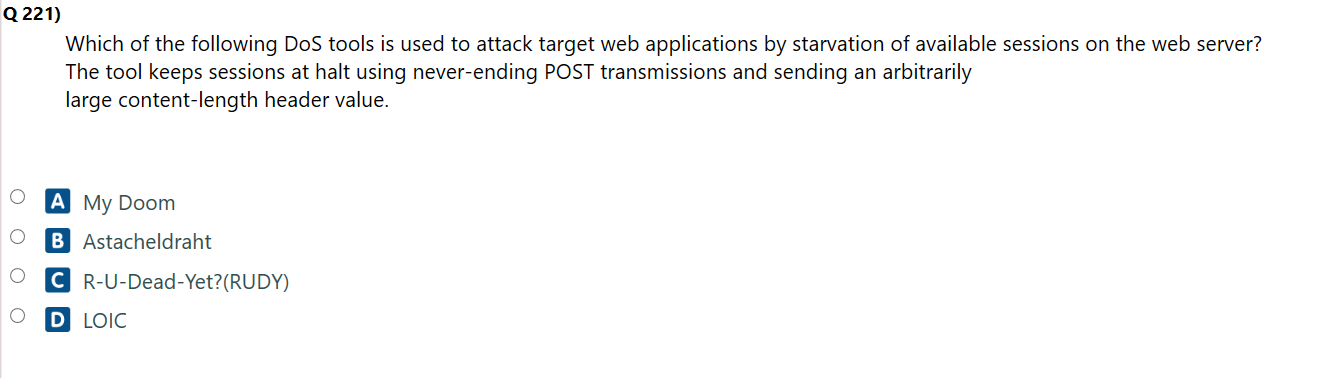 Q 221)
Which of the following DoS tools is used to attack target web applications by starvation of available sessions on the web server?
The tool keeps sessions at halt using never-ending POST transmissions and sending an arbitrarily
large content-length header value.
A My Doom
B Astacheldraht
C R-U-Dead-Yet?(RUDY)
D LOIC